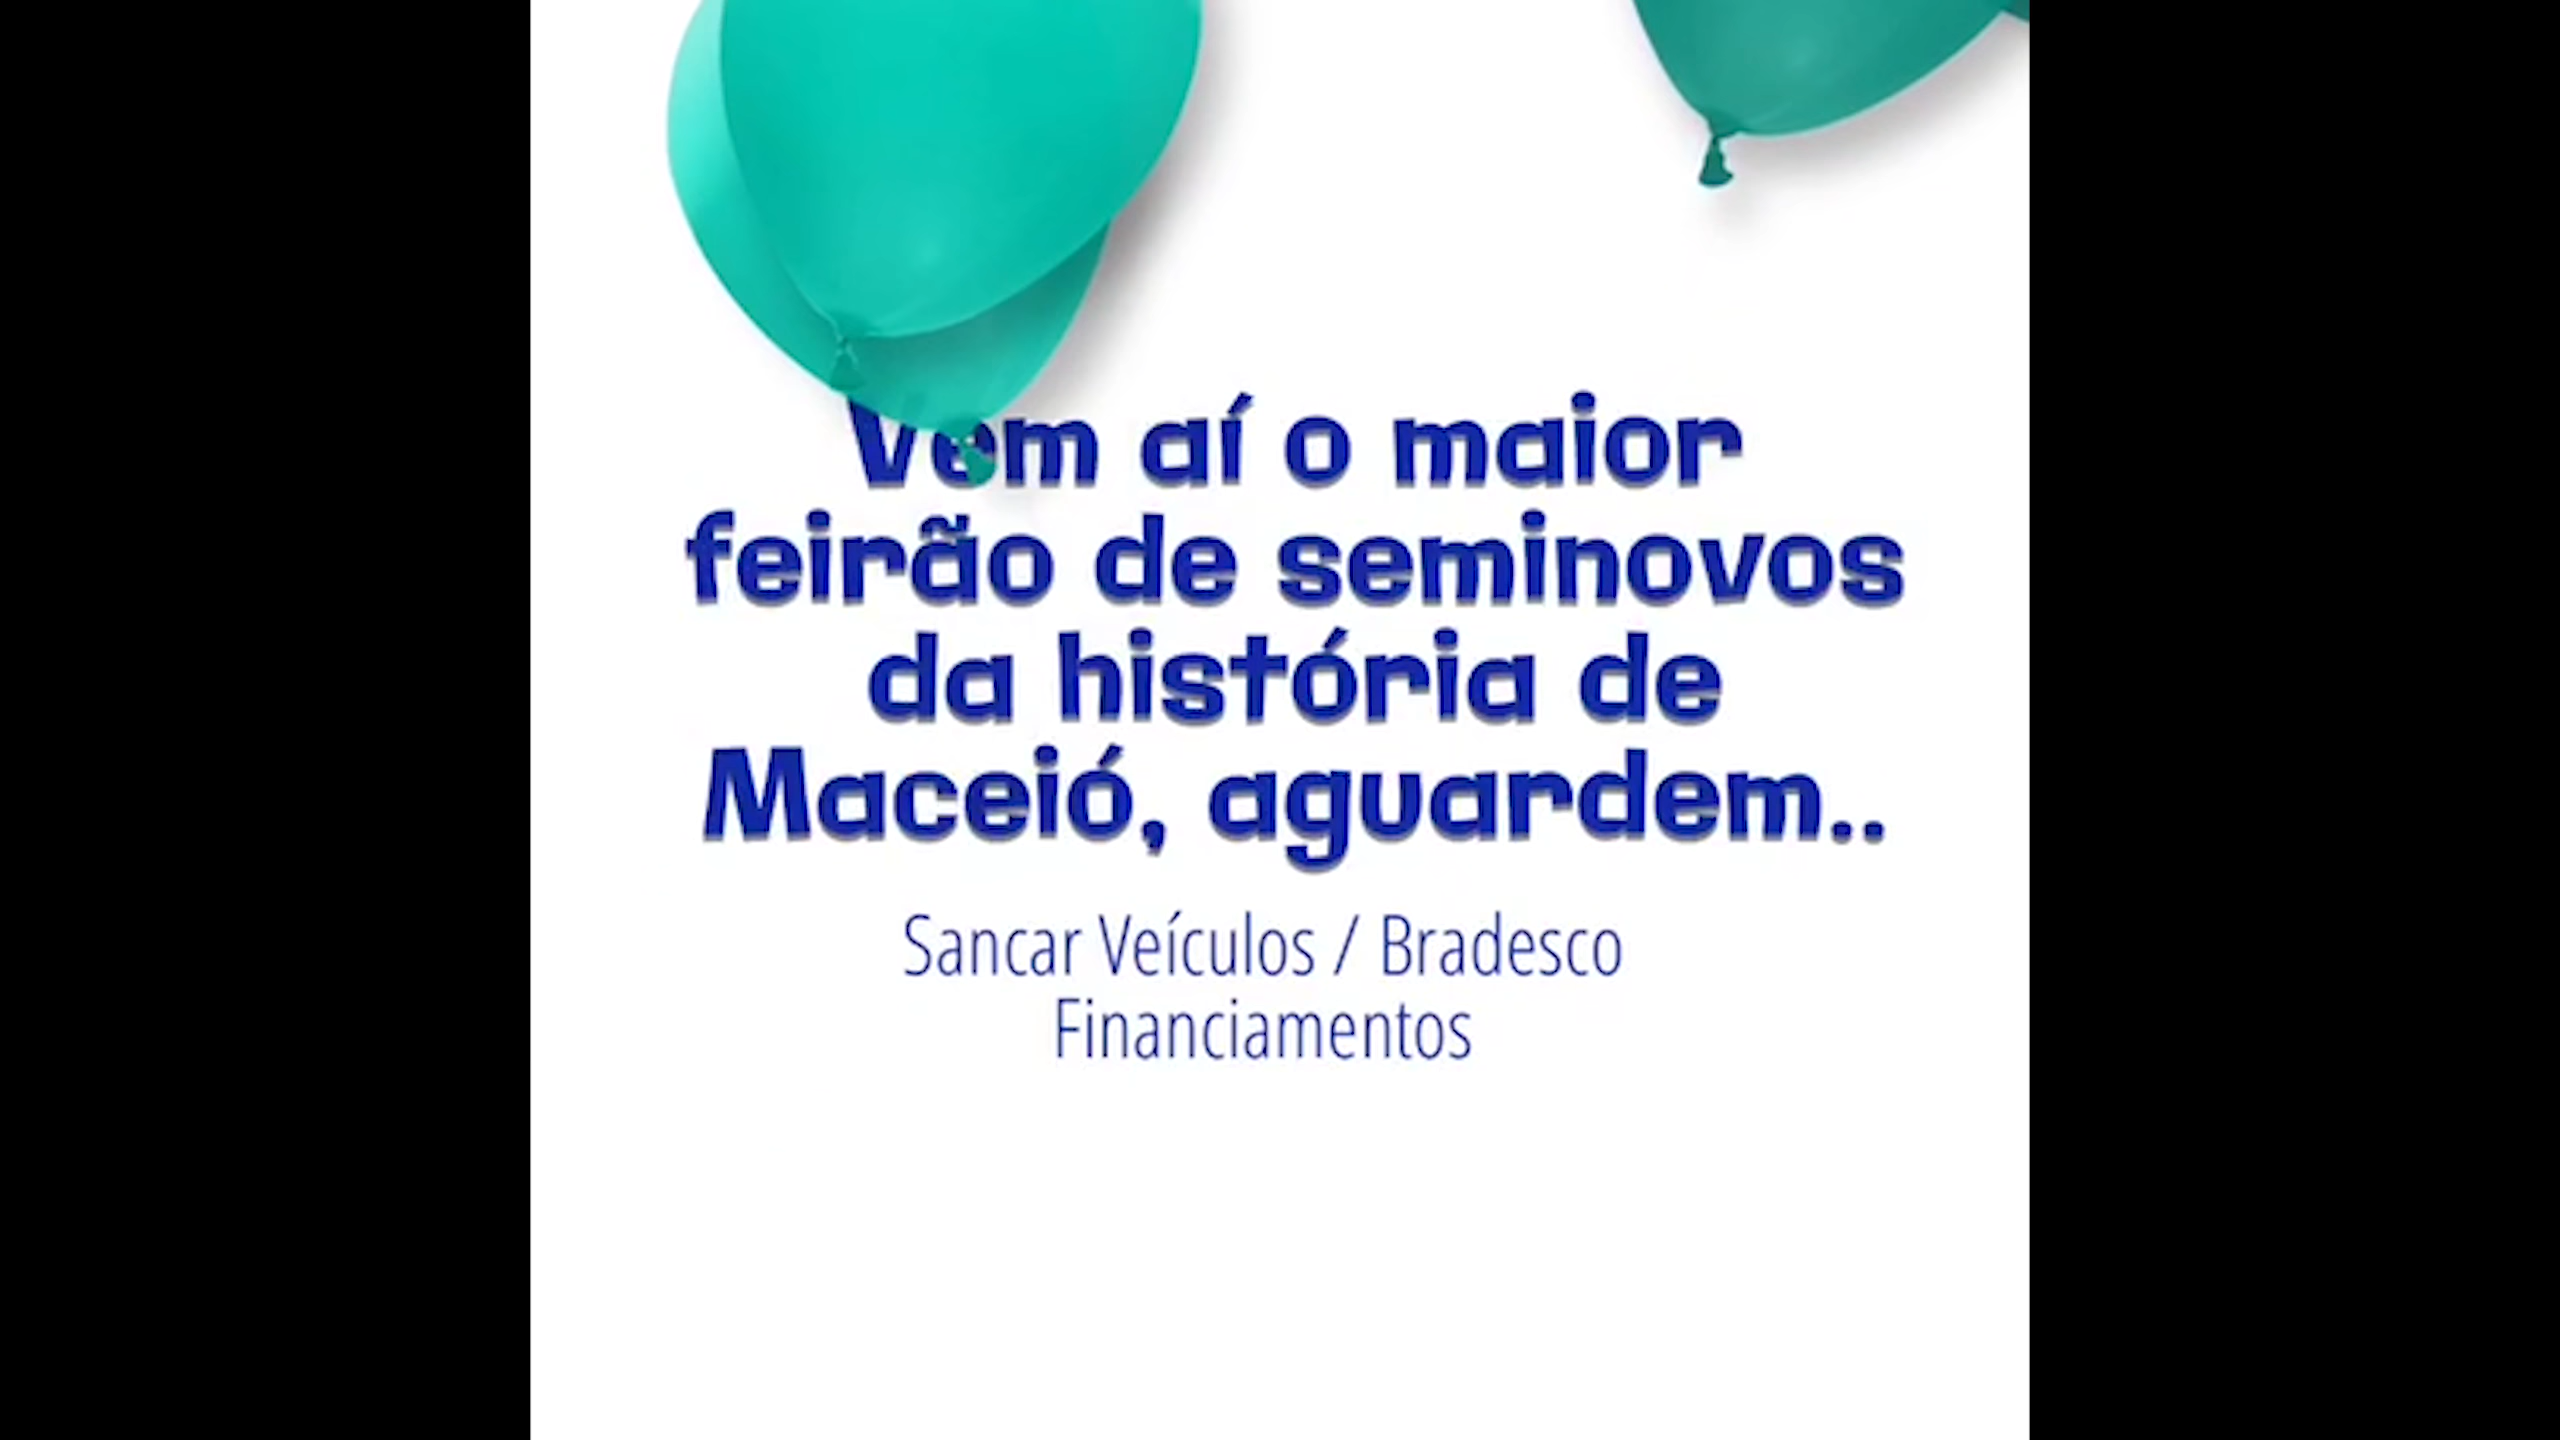 Vem aí o maior
feirão de seminovos
da história de
Maceió, aguardem..
Sancar Veículos / Bradesco
Financiamentos